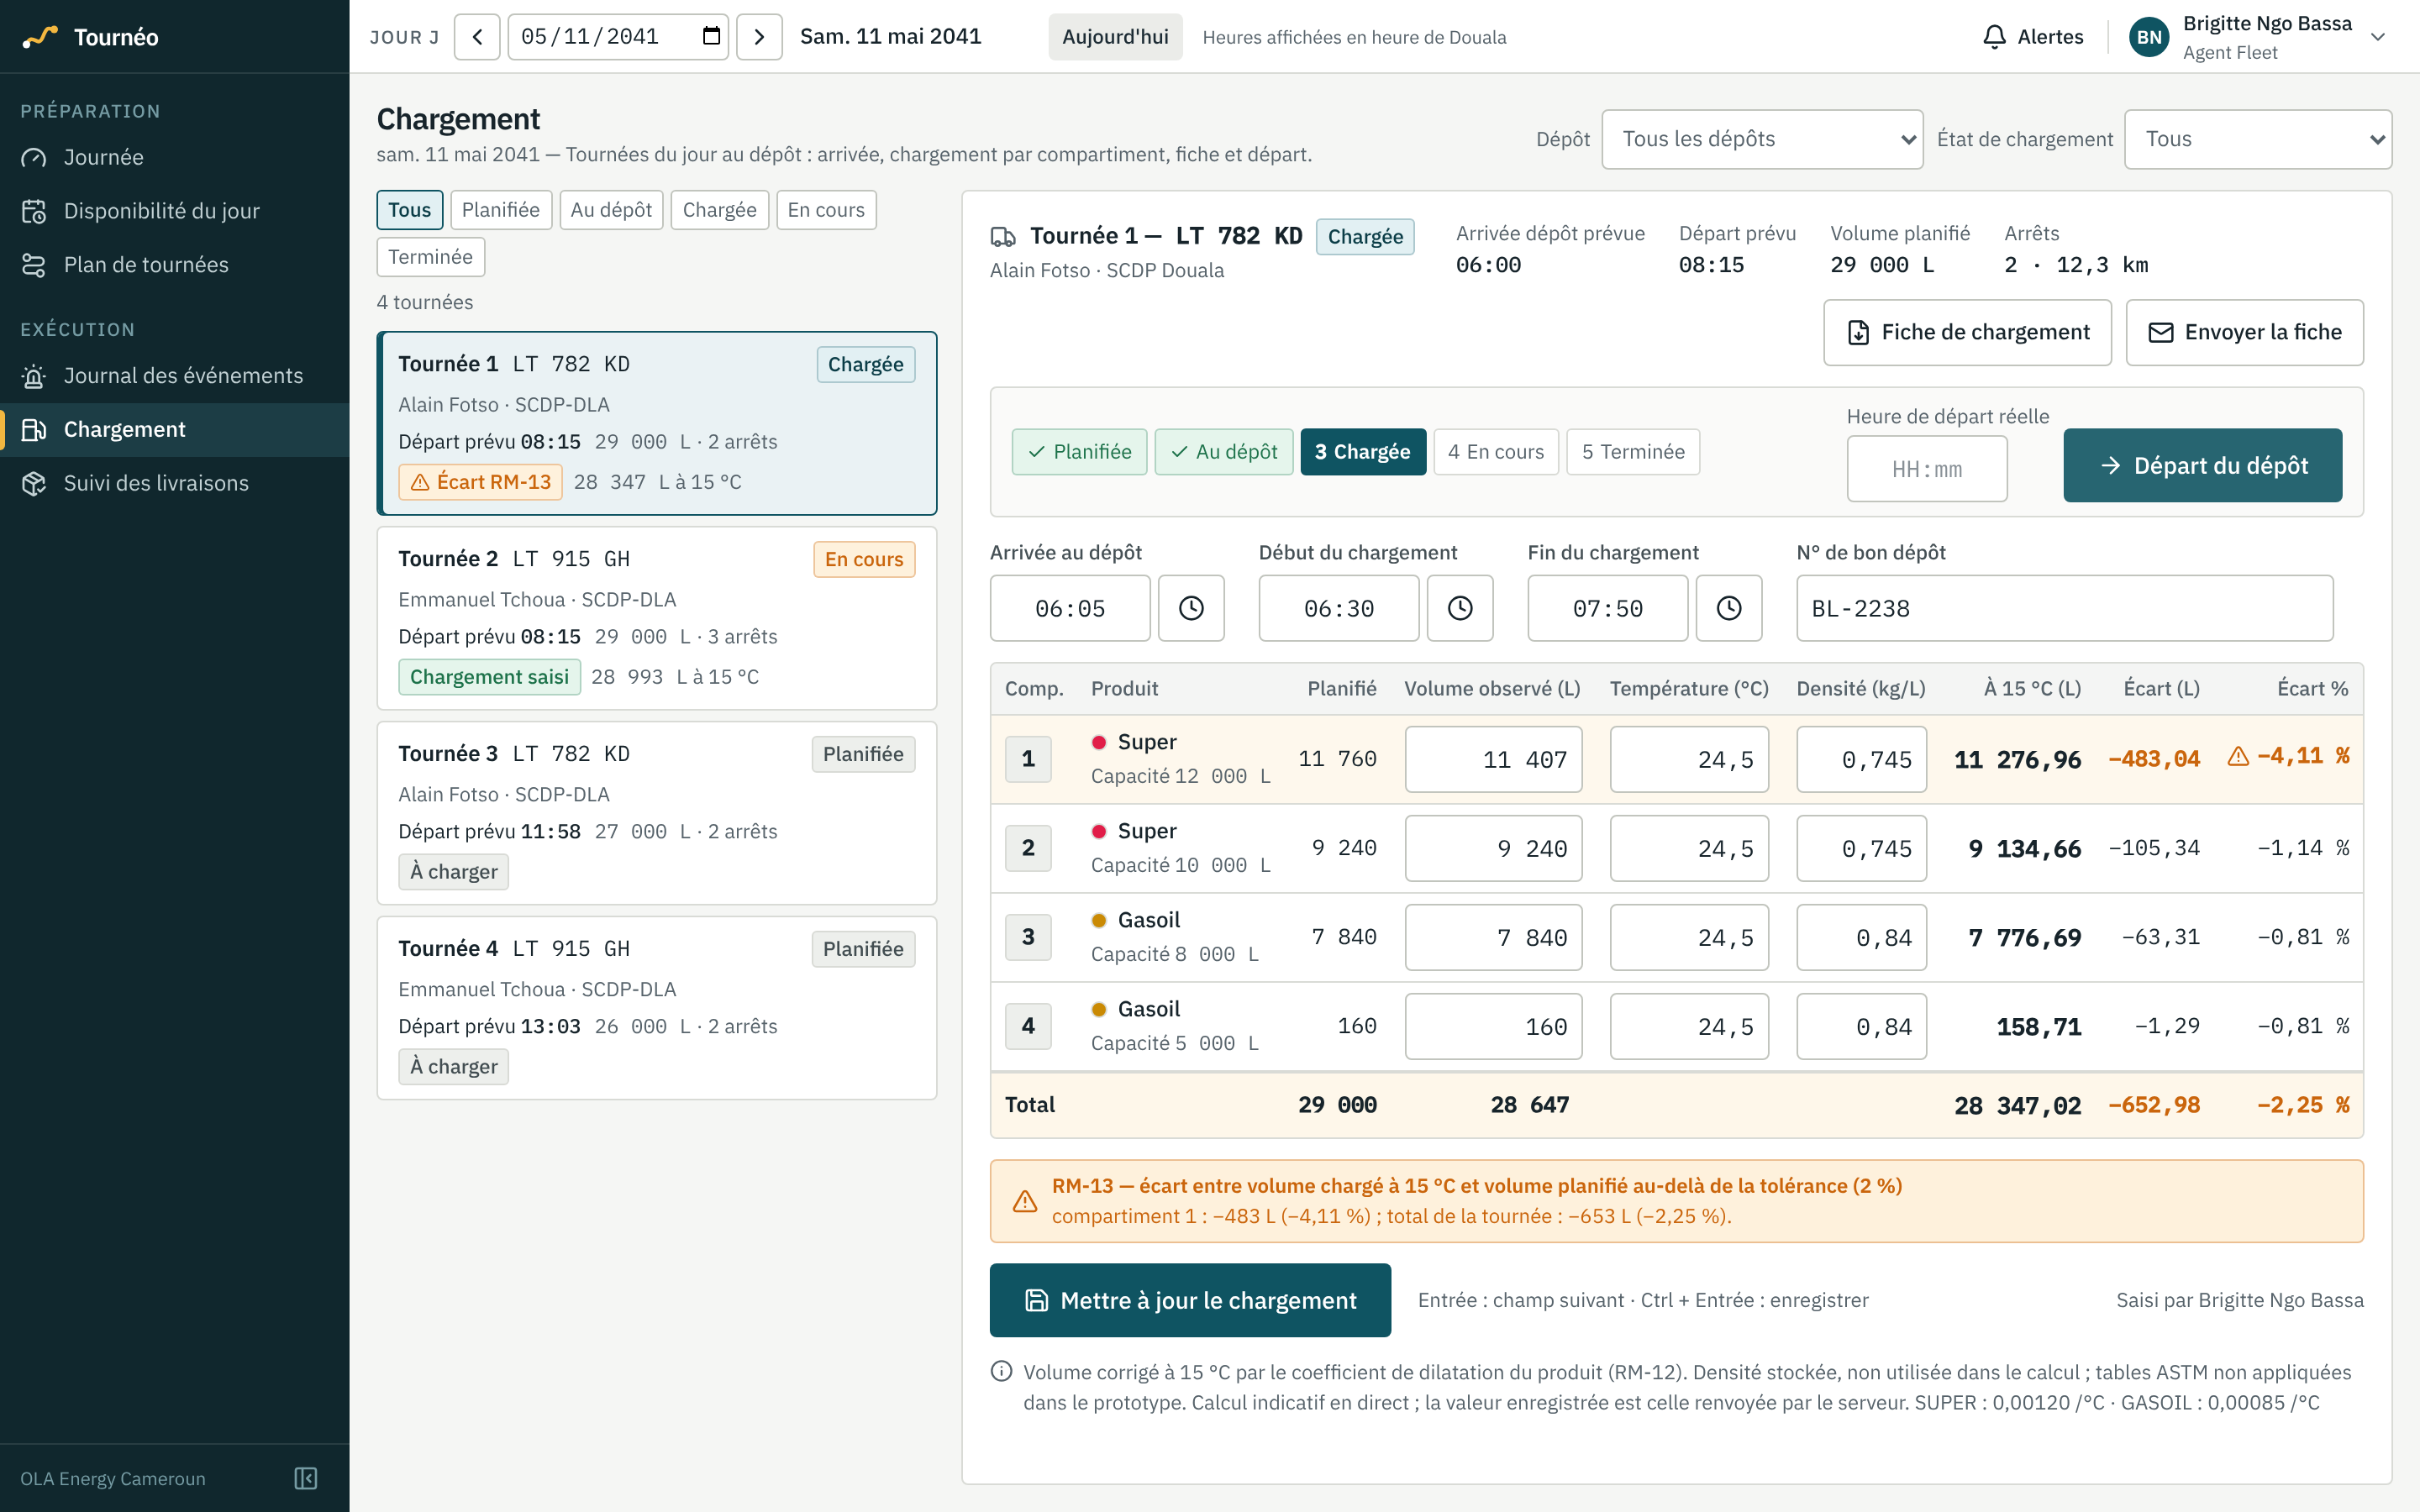 Tournéo
PRÉPARATION
Journée
Disponibilité du jour
Plan de tournées
EXÉCUTION
Journal des événements
Chargement
Suivi des livraisons
OLA Energy Cameroun
JOUR J
05/11/2041
Sam. 11 mai 2041
Aujourd'hui
Heures affichées en heure de Douala
Alertes
BN
Brigitte Ngo Bassa
Agent Fleet
Chargement
sam. 11 mai 2041 — Tournées du jour au dépôt : arrivée, chargement par compartiment, fiche et départ.
Dépôt
Tous les dépôts
État de chargement
Tous
Tous
Planifiée
Au dépôt
Chargée
En cours
Terminée
4 tournées
Tournée 1 LT 782 KD
Chargée
Alain Fotso · SCDP-DLA
Départ prévu 08:15 29 000 L · 2 arrêts
Écart RM-13 28 347 L à 15 °C
Tournée 2 LT 915 GH
En cours
Emmanuel Tchoua · SCDP-DLA
Départ prévu 08:15 29 000 L · 3 arrêts
Chargement saisi 28 993 L à 15 °C
Tournée 3 LT 782 KD
Planifiée
Alain Fotso · SCDP-DLA
Départ prévu 11:58 27 000 L · 2 arrêts
À charger
Tournée 4 LT 915 GH
Planifiée
Emmanuel Tchoua · SCDP-DLA
Départ prévu 13:03 26 000 L · 2 arrêts
À charger
Tournée 1 — LT 782 KD
Chargée
Alain Fotso · SCDP Douala
Arrivée dépôt prévue
06:00
Départ prévu
08:15
Volume planifié
29 000 L
Arrêts
2 · 12,3 km
Fiche de chargement
Envoyer la fiche
Planifiée
Au dépôt
3 Chargée
4 En cours
5 Terminée
Heure de départ réelle
HH:mm
Départ du dépôt
Arrivée au dépôt
06:05
Début du chargement
06:30
Fin du chargement
07:50
N° de bon dépôt
BL-2238
Comp. Produit Planifié Volume observé (L) Température (°C) Densité (kg/L) À 15 °C (L) Écart (L) Écart %
1 Super 11 760 11 407 24,5 0,745 11 276,96 −483,04 −4,11 %
Capacité 12 000 L
2 Super 9 240 9 240 24,5 0,745 9 134,66 −105,34 −1,14 %
Capacité 10 000 L
3 Gasoil 7 840 7 840 24,5 0,84 7 776,69 −63,31 −0,81 %
Capacité 8 000 L
4 Gasoil 160 160 24,5 0,84 158,71 −1,29 −0,81 %
Capacité 5 000 L
Total 29 000 28 647 28 347,02 −652,98 −2,25 %
RM-13 — écart entre volume chargé à 15 °C et volume planifié au-delà de la tolérance (2 %)
compartiment 1 : −483 L (−4,11 %) ; total de la tournée : −653 L (−2,25 %).
Mettre à jour le chargement
Entrée : champ suivant · Ctrl + Entrée : enregistrer
Saisi par Brigitte Ngo Bassa
Volume corrigé à 15 °C par le coefficient de dilatation du produit (RM-12). Densité stockée, non utilisée dans le calcul ; tables ASTM non appliquées
dans le prototype. Calcul indicatif en direct ; la valeur enregistrée est celle renvoyée par le serveur. SUPER : 0,00120 /°C · GASOIL : 0,00085 /°C